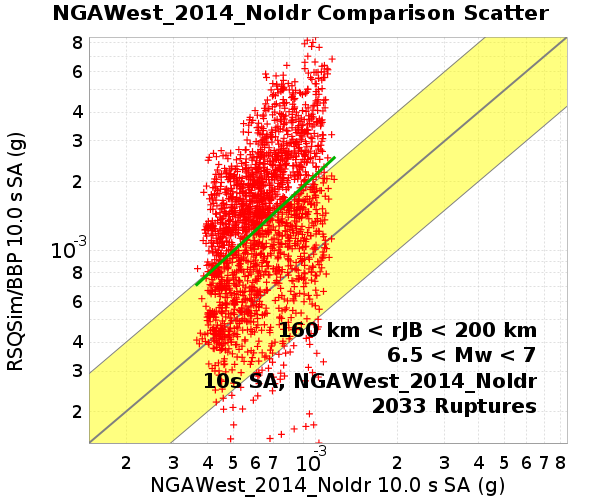 NGAWest_2014_NoIdr Comparison Scatter
8
6
4
3
2
10-3
8
6
4
3
2
RSQSim/BBP 10.0 s SA (g)
160 km < rJB < 200 km
6.5 < Mw < 7
10s SA, NGAWest_2014_NoIdr
2033 Ruptures
2 3 4 5 6 7 10-3 2 3 4 5 6 7 8
NGAWest_2014_NoIdr 10.0 s SA (g)